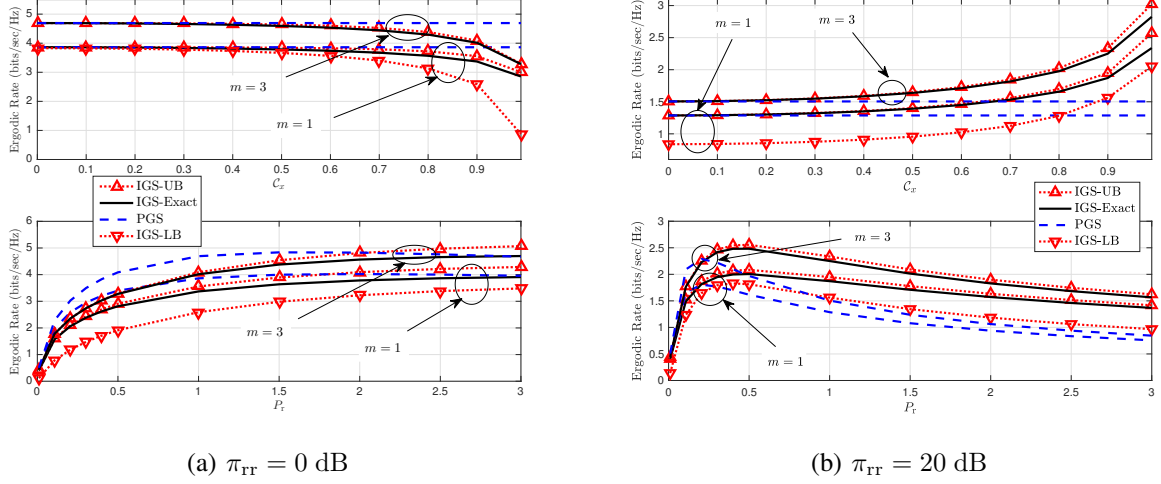 Ergodic Rate (bits/sec/Hz)
5
4
3
2
1
0
m = 3
m = 1
0 0.1 0.2 0.3 0.4 0.5 0.6 0.7 0.8 0.9
𝒞ₓ
IGS-UB
IGS-Exact
PGS
IGS-LB
Ergodic Rate (bits/sec/Hz)
6
5
4
3
2
1
0
m = 3
m = 1
0 0.5 1 1.5 2 2.5 3
Pᵣ
(a) πᵣᵣ = 0 dB
Ergodic Rate (bits/sec/Hz)
3
2.5
2
1.5
1
m = 1
m = 3
0 0.1 0.2 0.3 0.4 0.5 0.6 0.7 0.8 0.9
𝒞ₓ
IGS-UB
IGS-Exact
PGS
IGS-LB
Ergodic Rate (bits/sec/Hz)
3
2.5
2
1.5
1
0.5
0
m = 3
m = 1
0 0.5 1 1.5 2 2.5 3
Pᵣ
(b) πᵣᵣ = 20 dB